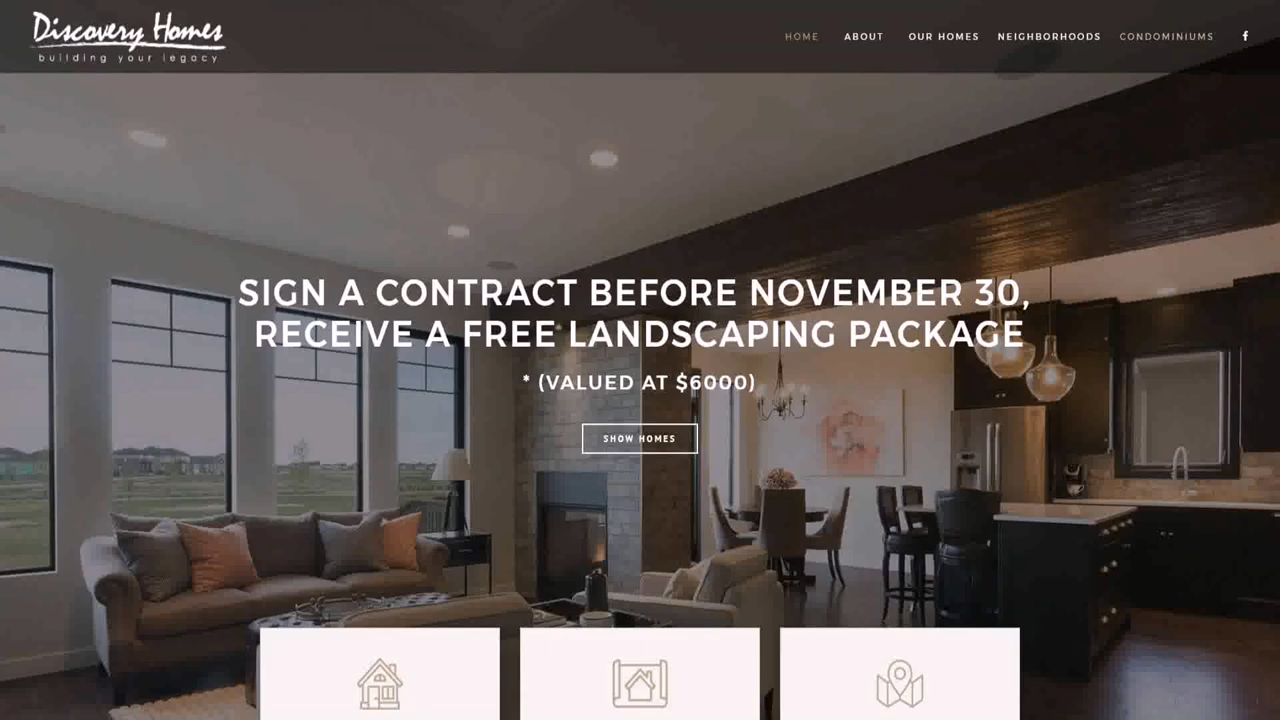 Discovery Homes
building your legacy
HOME ABOUT OUR HOMES NEIGHBORHOODS CONDOMINIUMS f
SIGN A CONTRACT BEFORE NOVEMBER 30,
RECEIVE A FREE LANDSCAPING PACKAGE
* (VALUED AT $6000)
SHOW HOMES